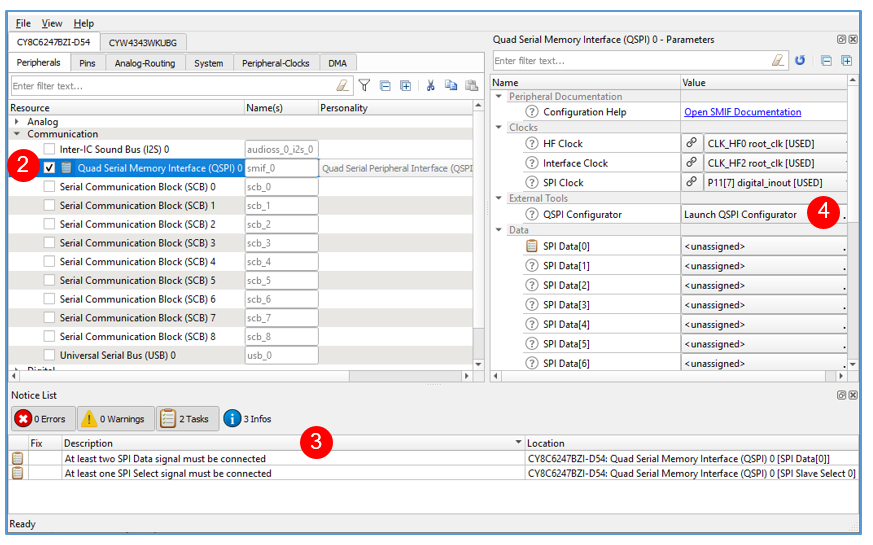 File View Help
CY8C6247BZI-D54 CYW4343WKUBG
Peripherals Pins Analog-Routing System Peripheral-Clocks DMA
Enter filter text...
Resource Name(s) Personality
Analog
Communication
Inter-IC Sound Bus (I2S) 0 audioss_0_i2s_0
2 Quad Serial Memory Interface (QSPI) 0 smif_0 Quad Serial Peripheral Interface (QSPI
Serial Communication Block (SCB) 0 scb_0
Serial Communication Block (SCB) 1 scb_1
Serial Communication Block (SCB) 2 scb_2
Serial Communication Block (SCB) 3 scb_3
Serial Communication Block (SCB) 4 scb_4
Serial Communication Block (SCB) 5 scb_5
Serial Communication Block (SCB) 6 scb_6
Serial Communication Block (SCB) 7 scb_7
Serial Communication Block (SCB) 8 scb_8
Universal Serial Bus (USB) 0 usb_0
Digital
Quad Serial Memory Interface (QSPI) 0 - Parameters
Enter filter text...
Name Value
Peripheral Documentation
Configuration Help Open SMIF Documentation
Clocks
HF Clock CLK_HF0 root_clk [USED]
Interface Clock CLK_HF2 root_clk [USED]
SPI Clock P11[7] digital_inout [USED]
External Tools
QSPI Configurator Launch QSPI Configurator 4
Data
SPI Data[0] <unassigned>
SPI Data[1] <unassigned>
SPI Data[2] <unassigned>
SPI Data[3] <unassigned>
SPI Data[4] <unassigned>
SPI Data[5] <unassigned>
SPI Data[6] <unassigned>
Notice List
0 Errors 0 Warnings 2 Tasks 3 Infos
Fix Description 3 Location
At least two SPI Data signal must be connected CY8C6247BZI-D54: Quad Serial Memory Interface (QSPI) 0 [SPI Data[0]]
At least one SPI Select signal must be connected CY8C6247BZI-D54: Quad Serial Memory Interface (QSPI) 0 [SPI Slave Select 0]
Ready